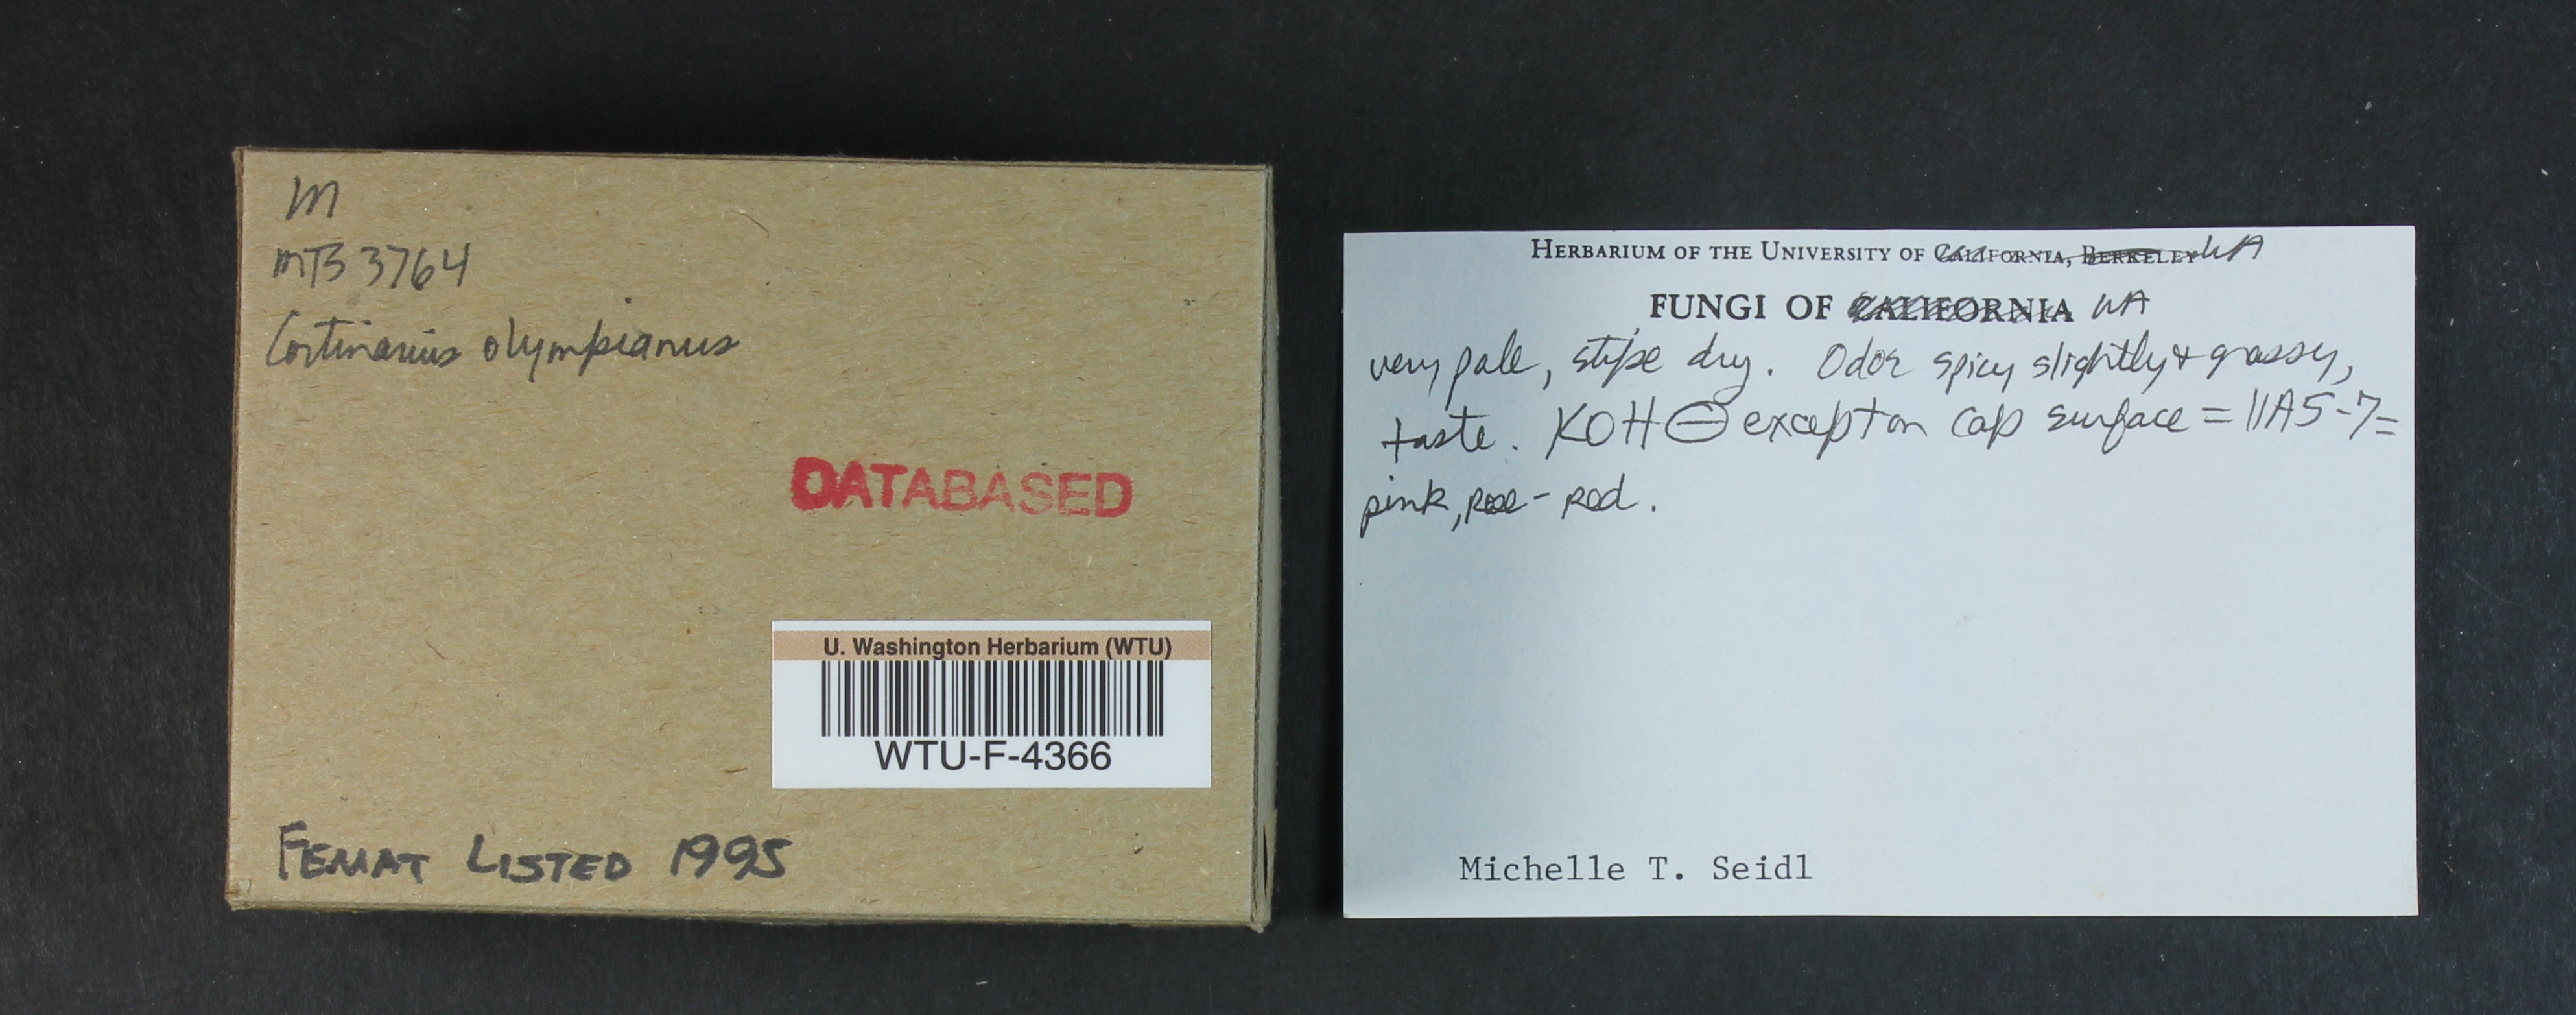 m
MTS 3764
Cortinarius olympianus
DATABASED
U. Washington Herbarium (WTU)
WTU-F-4366
FEMAT LISTED 1995
HERBARIUM OF THE UNIVERSITY OF CALIFORNIA, BERKELEY WA
FUNGI OF CALIFORNIA WA
very pale, stipe dry. Odor spicy slightly + grassy,
taste. KOH ⊖ except on cap surface = 11A5-7=
pink, rose-red.
Michelle T. Seidl